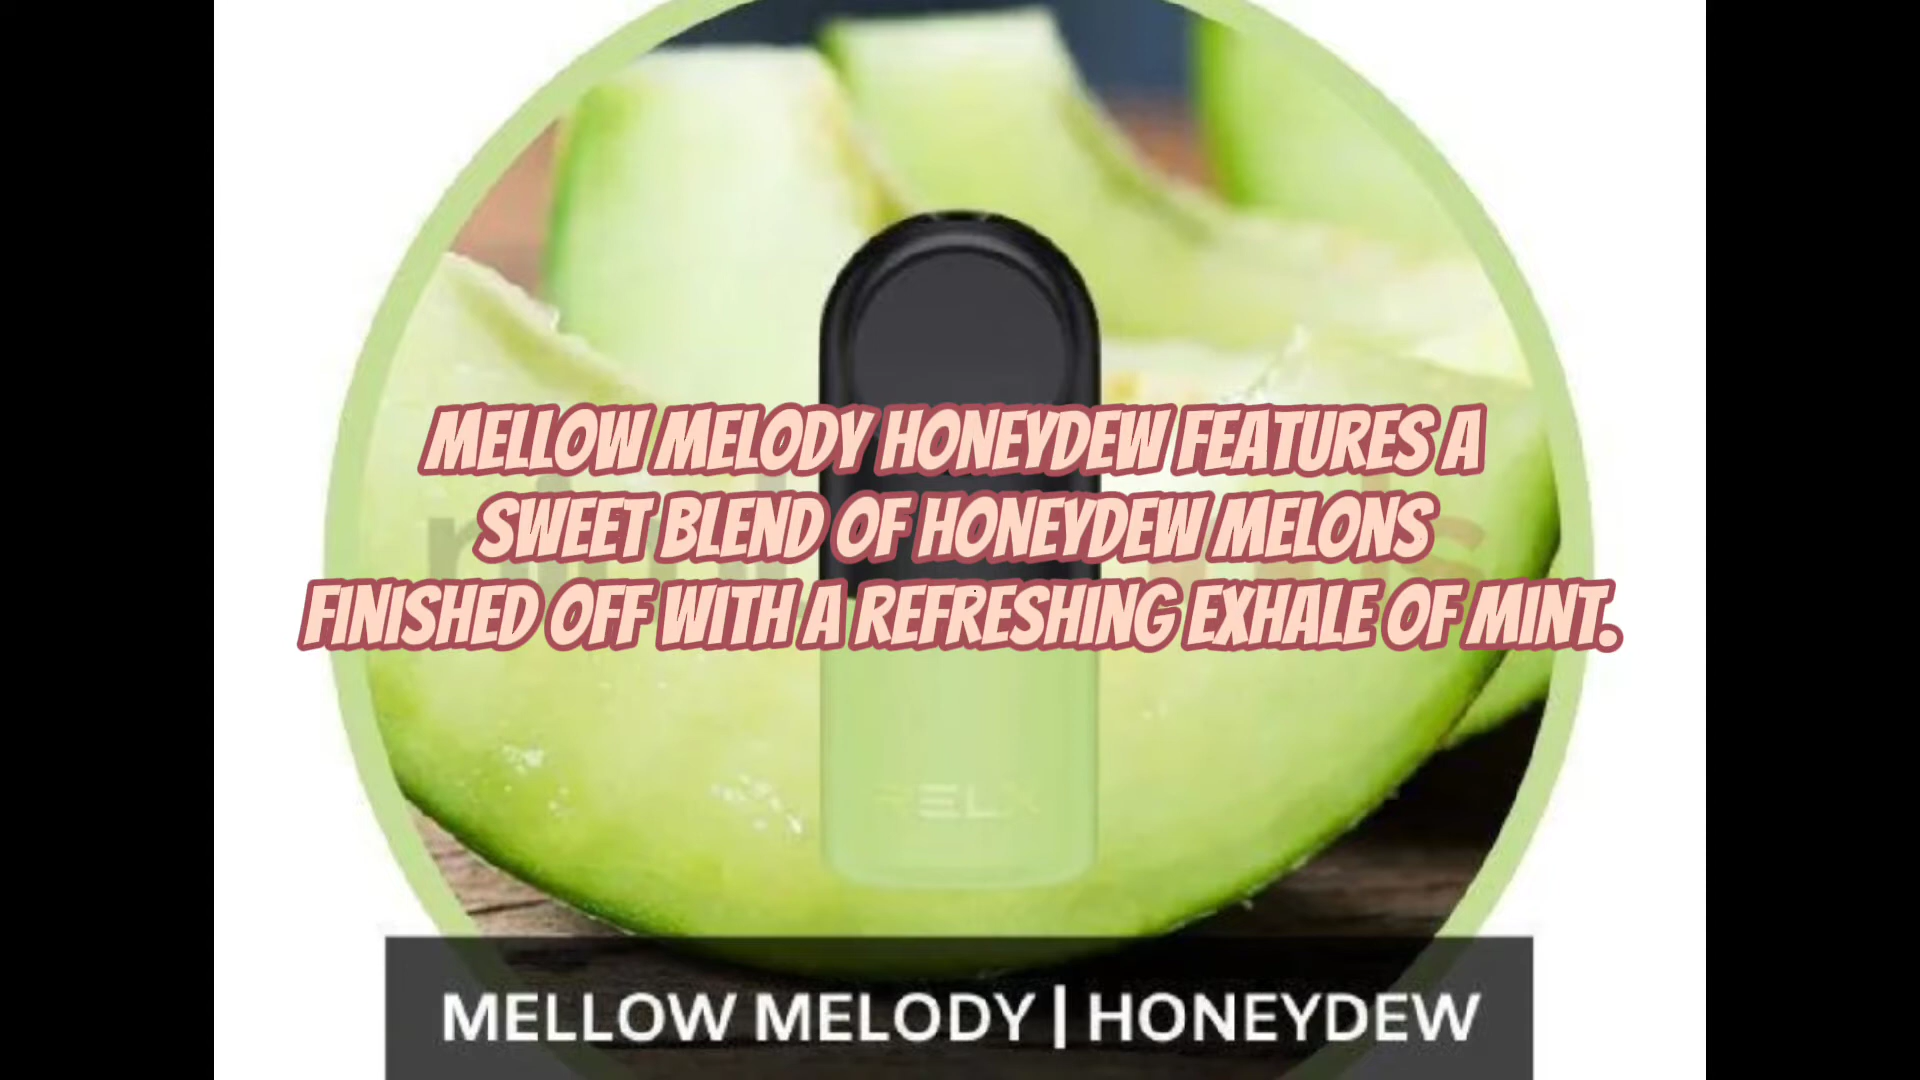 MELLOW MELODY HONEYDEW FEATURES A
SWEET BLEND OF HONEYDEW MELONS
FINISHED OFF WITH A REFRESHING EXHALE OF MINT.
RELX
MELLOW MELODY | HONEYDEW